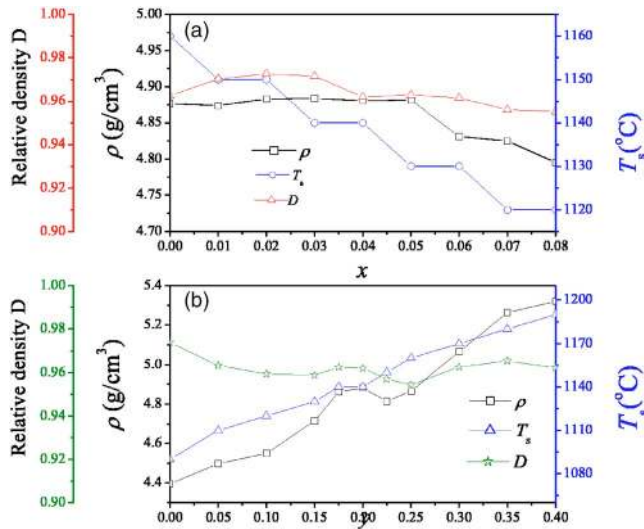 (a)
Relative density D
1.00
0.98
0.96
0.94
0.92
0.90
ρ (g/cm³)
5.00
4.95
4.90
4.85
4.80
4.75
4.70
ρ
Tₛ
D
Tₛ(°C)
1160
1150
1140
1130
1120
0.00 0.01 0.02 0.03 0.04 0.05 0.06 0.07 0.08
x
(b)
Relative density D
1.00
0.98
0.96
0.94
0.92
0.90
ρ (g/cm³)
5.4
5.2
5.0
4.8
4.6
4.4
ρ
Tₛ
D
Tₛ(°C)
1200
1170
1140
1110
1080
0.00 0.05 0.10 0.15 0.20 0.25 0.30 0.35 0.40
y